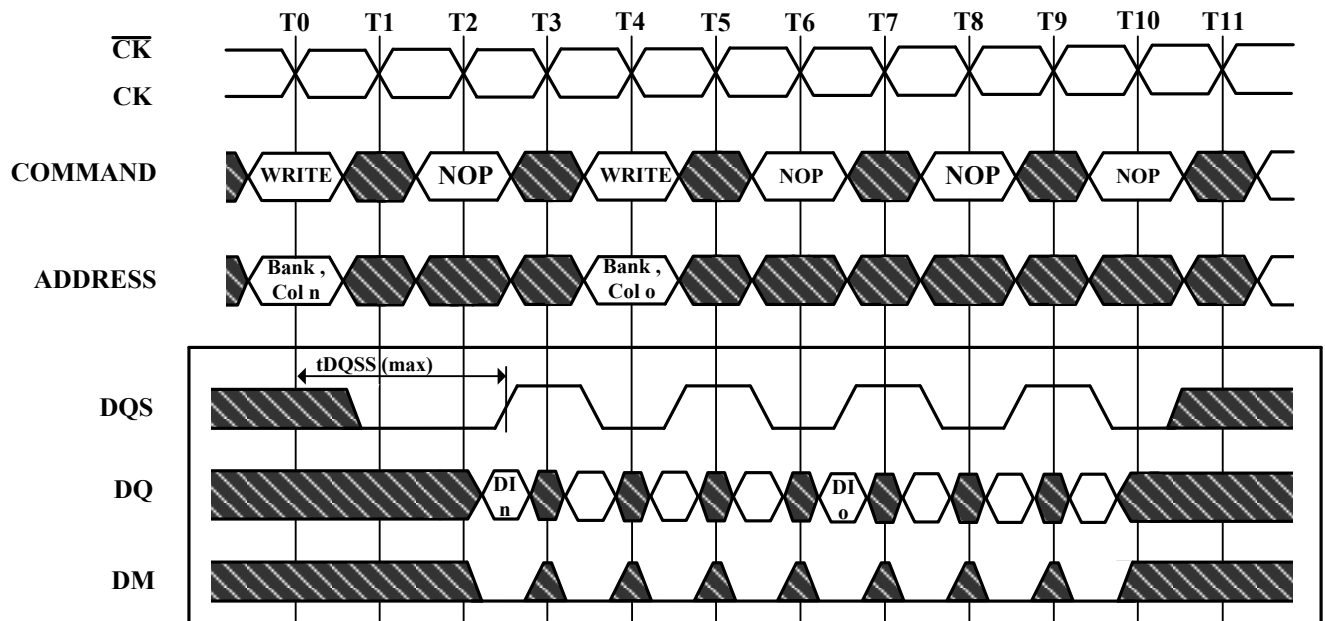 T0 T1 T2 T3 T4 T5 T6 T7 T8 T9 T10 T11
CK
CK
COMMAND WRITE NOP WRITE NOP NOP NOP
ADDRESS
Bank ,
Col n
Bank ,
Col o
tDQSS (max)
DQS
DQ
DI
n
DI
o
DM